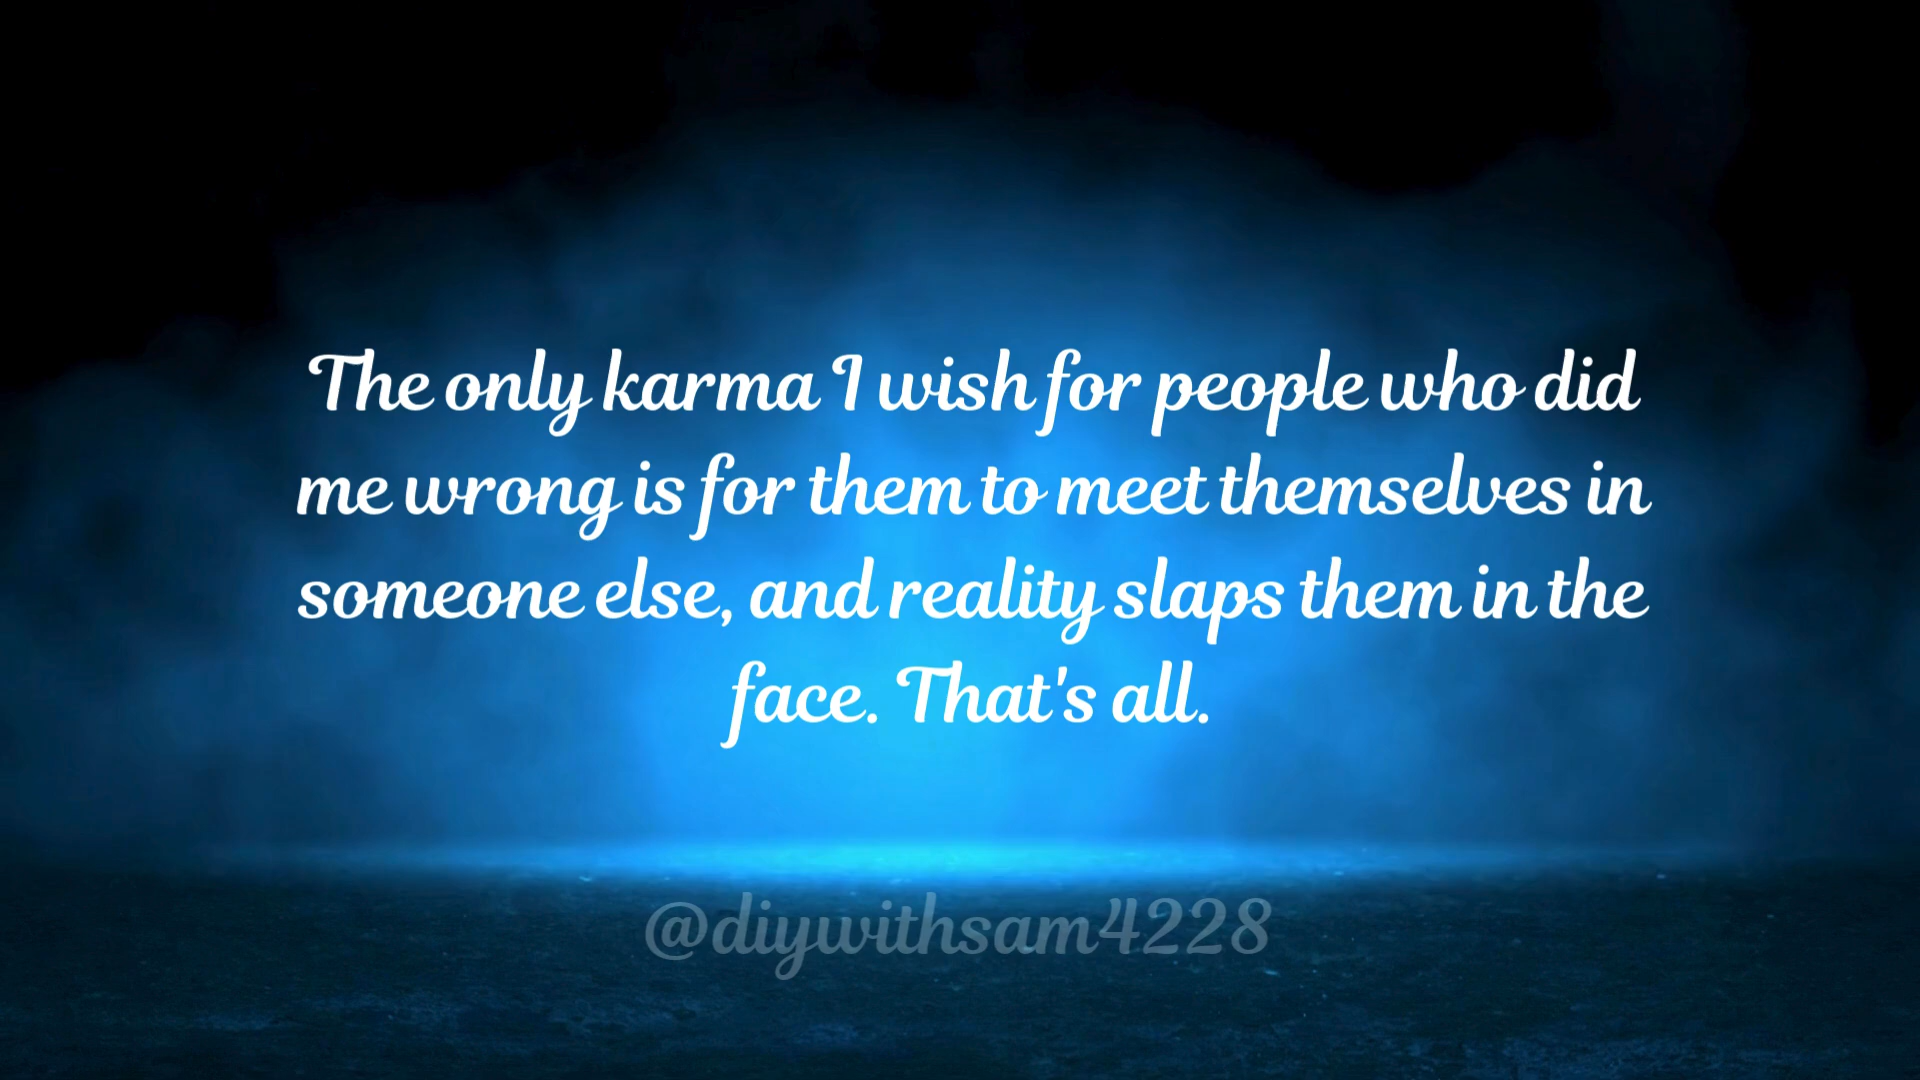 The only karma I wish for people who did
me wrong is for them to meet themselves in
someone else, and reality slaps them in the
face. That's all.
@diywithsam4228